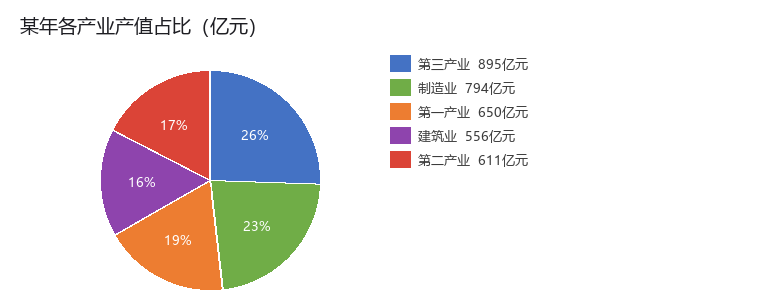 某年各产业产值占比（亿元）
第三产业 895亿元
制造业 794亿元
第一产业 650亿元
建筑业 556亿元
第二产业 611亿元
26%
23%
19%
16%
17%